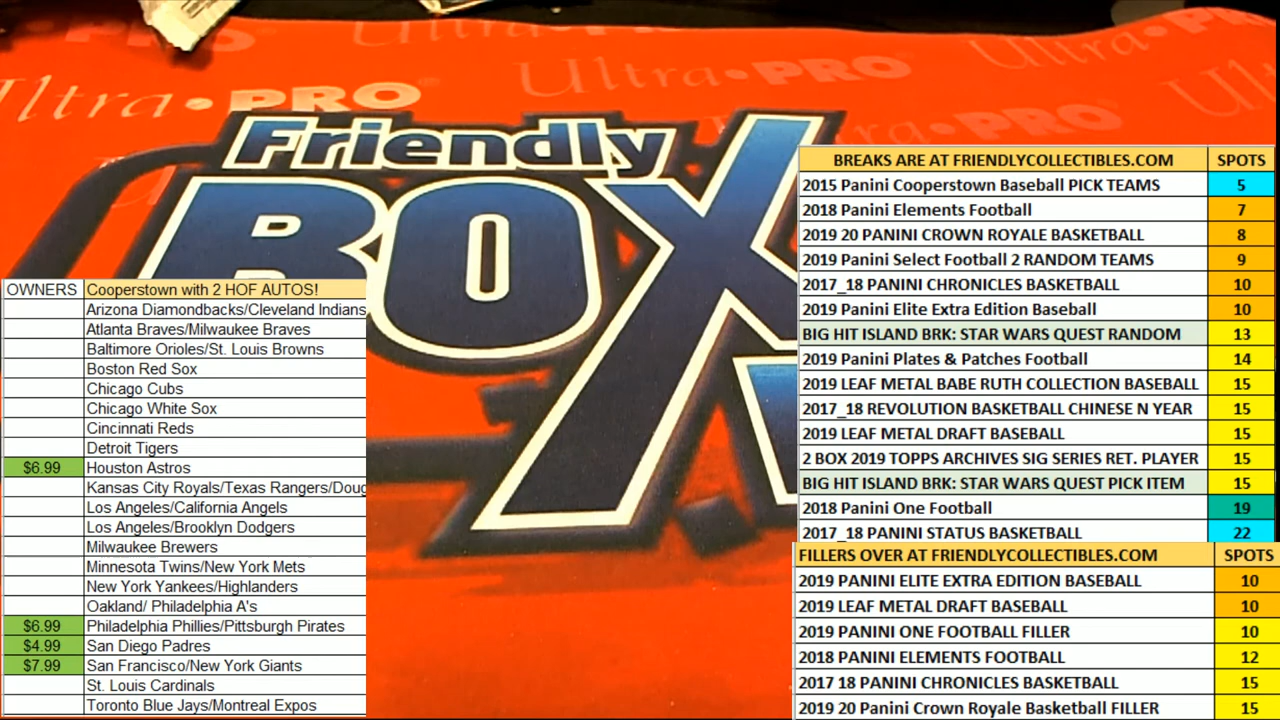 Ultra•PRO
Ultra•PRO
Ultra•PRO
Ultra•PRO
Ultra•PRO
Friendly
BOX
OWNERS Cooperstown with 2 HOF AUTOS!
Arizona Diamondbacks/Cleveland Indians
Atlanta Braves/Milwaukee Braves
Baltimore Orioles/St. Louis Browns
Boston Red Sox
Chicago Cubs
Chicago White Sox
Cincinnati Reds
Detroit Tigers
$6.99 Houston Astros
Kansas City Royals/Texas Rangers/Doug
Los Angeles/California Angels
Los Angeles/Brooklyn Dodgers
Milwaukee Brewers
Minnesota Twins/New York Mets
New York Yankees/Highlanders
Oakland/ Philadelphia A's
$6.99 Philadelphia Phillies/Pittsburgh Pirates
$4.99 San Diego Padres
$7.99 San Francisco/New York Giants
St. Louis Cardinals
Toronto Blue Jays/Montreal Expos
BREAKS ARE AT FRIENDLYCOLLECTIBLES.COM SPOTS
2015 Panini Cooperstown Baseball PICK TEAMS 5
2018 Panini Elements Football 7
2019 20 PANINI CROWN ROYALE BASKETBALL 8
2019 Panini Select Football 2 RANDOM TEAMS 9
2017_18 PANINI CHRONICLES BASKETBALL 10
2019 Panini Elite Extra Edition Baseball 10
BIG HIT ISLAND BRK: STAR WARS QUEST RANDOM 13
2019 Panini Plates & Patches Football 14
2019 LEAF METAL BABE RUTH COLLECTION BASEBALL 15
2017_18 REVOLUTION BASKETBALL CHINESE N YEAR 15
2019 LEAF METAL DRAFT BASEBALL 15
2 BOX 2019 TOPPS ARCHIVES SIG SERIES RET. PLAYER 15
BIG HIT ISLAND BRK: STAR WARS QUEST PICK ITEM 15
2018 Panini One Football 19
2017_18 PANINI STATUS BASKETBALL 22
FILLERS OVER AT FRIENDLYCOLLECTIBLES.COM SPOTS
2019 PANINI ELITE EXTRA EDITION BASEBALL 10
2019 LEAF METAL DRAFT BASEBALL 10
2019 PANINI ONE FOOTBALL FILLER 10
2018 PANINI ELEMENTS FOOTBALL 12
2017 18 PANINI CHRONICLES BASKETBALL 15
2019 20 Panini Crown Royale Basketball FILLER 15